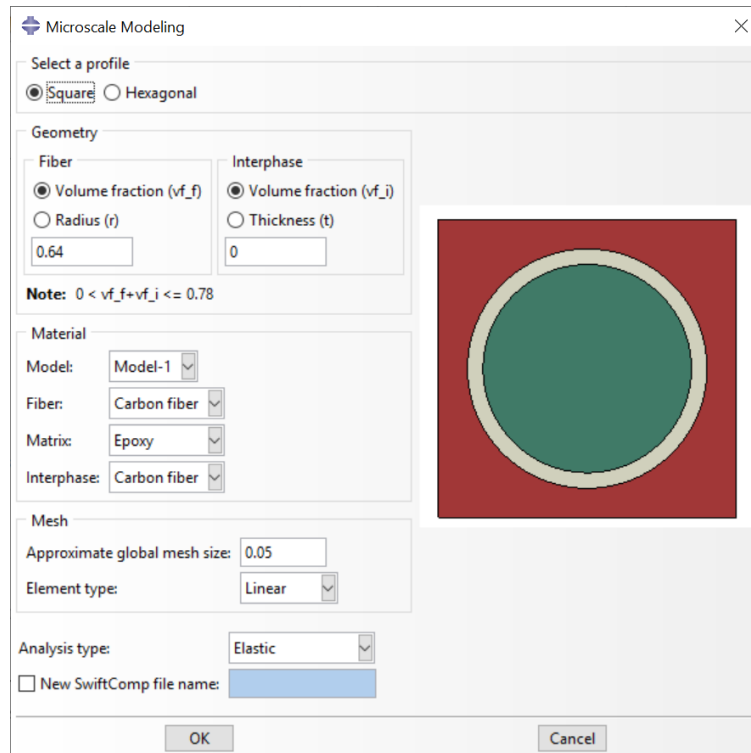 Microscale Modeling
Select a profile
Square Hexagonal
Geometry
Fiber
Volume fraction (vf_f)
Radius (r)
0.64
Interphase
Volume fraction (vf_i)
Thickness (t)
0
Note: 0 < vf_f+vf_i <= 0.78
Material
Model: Model-1
Fiber: Carbon fiber
Matrix: Epoxy
Interphase: Carbon fiber
Mesh
Approximate global mesh size: 0.05
Element type: Linear
Analysis type: Elastic
New SwiftComp file name:
OK Cancel